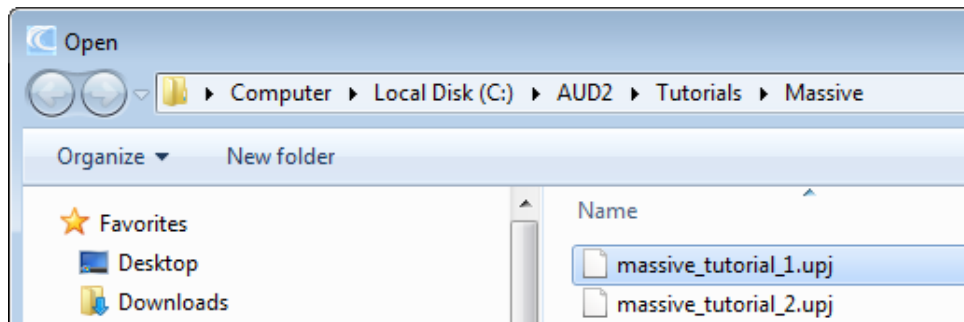 Open
Computer Local Disk (C:) AUD2 Tutorials Massive
Organize New folder
Favorites
Desktop
Downloads
Name
massive_tutorial_1.upj
massive_tutorial_2.upj